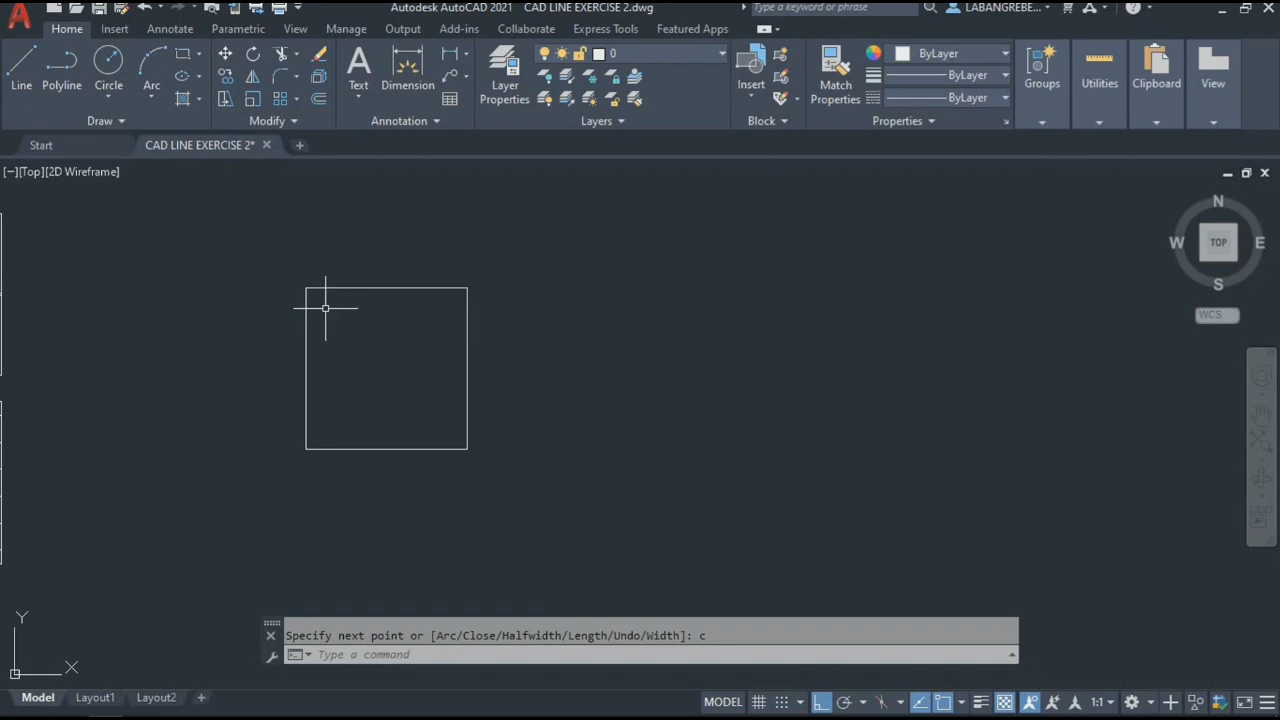 Autodesk AutoCAD 2021 CAD LINE EXERCISE 2.dwg
Type a keyword or phrase
LABANGREBE...
Home Insert Annotate Parametric View Manage Output Add-ins Collaborate Express Tools Featured Apps
0
ByLayer
ByLayer
ByLayer
Line Polyline Circle Arc Text Dimension Layer Properties Insert Match Properties Groups Utilities Clipboard View
Draw Modify Annotation Layers Block Properties
Start CAD LINE EXERCISE 2*
[−][Top][2D Wireframe]
N
W TOP E
S
WCS
Y
X
Specify next point or [Arc/Close/Halfwidth/Length/Undo/Width]: c
Type a command
Model Layout1 Layout2 + MODEL 1:1